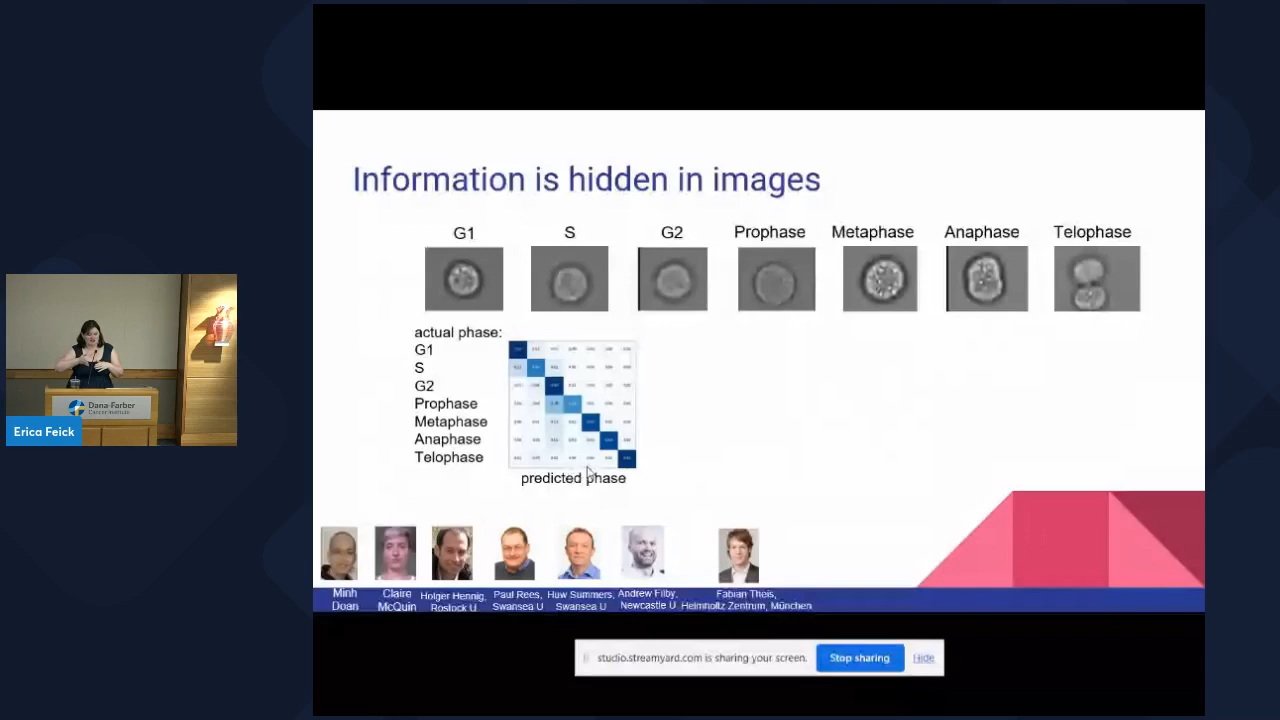 Information is hidden in images
G1 S G2 Prophase Metaphase Anaphase Telophase
actual phase:
G1
S
G2
Prophase
Metaphase
Anaphase
Telophase
predicted phase
Dana-Farber
Cancer Institute
Erica Feick
Minh
Doan
Claire
McQuin
Holger Hennig,
Rostock U
Paul Rees,
Swansea U
Huw Summers,
Swansea U
Andrew Filby,
Newcastle U
Fabian Theis,
Helmholtz Zentrum, München
studio.streamyard.com is sharing your screen.
Stop sharing
Hide